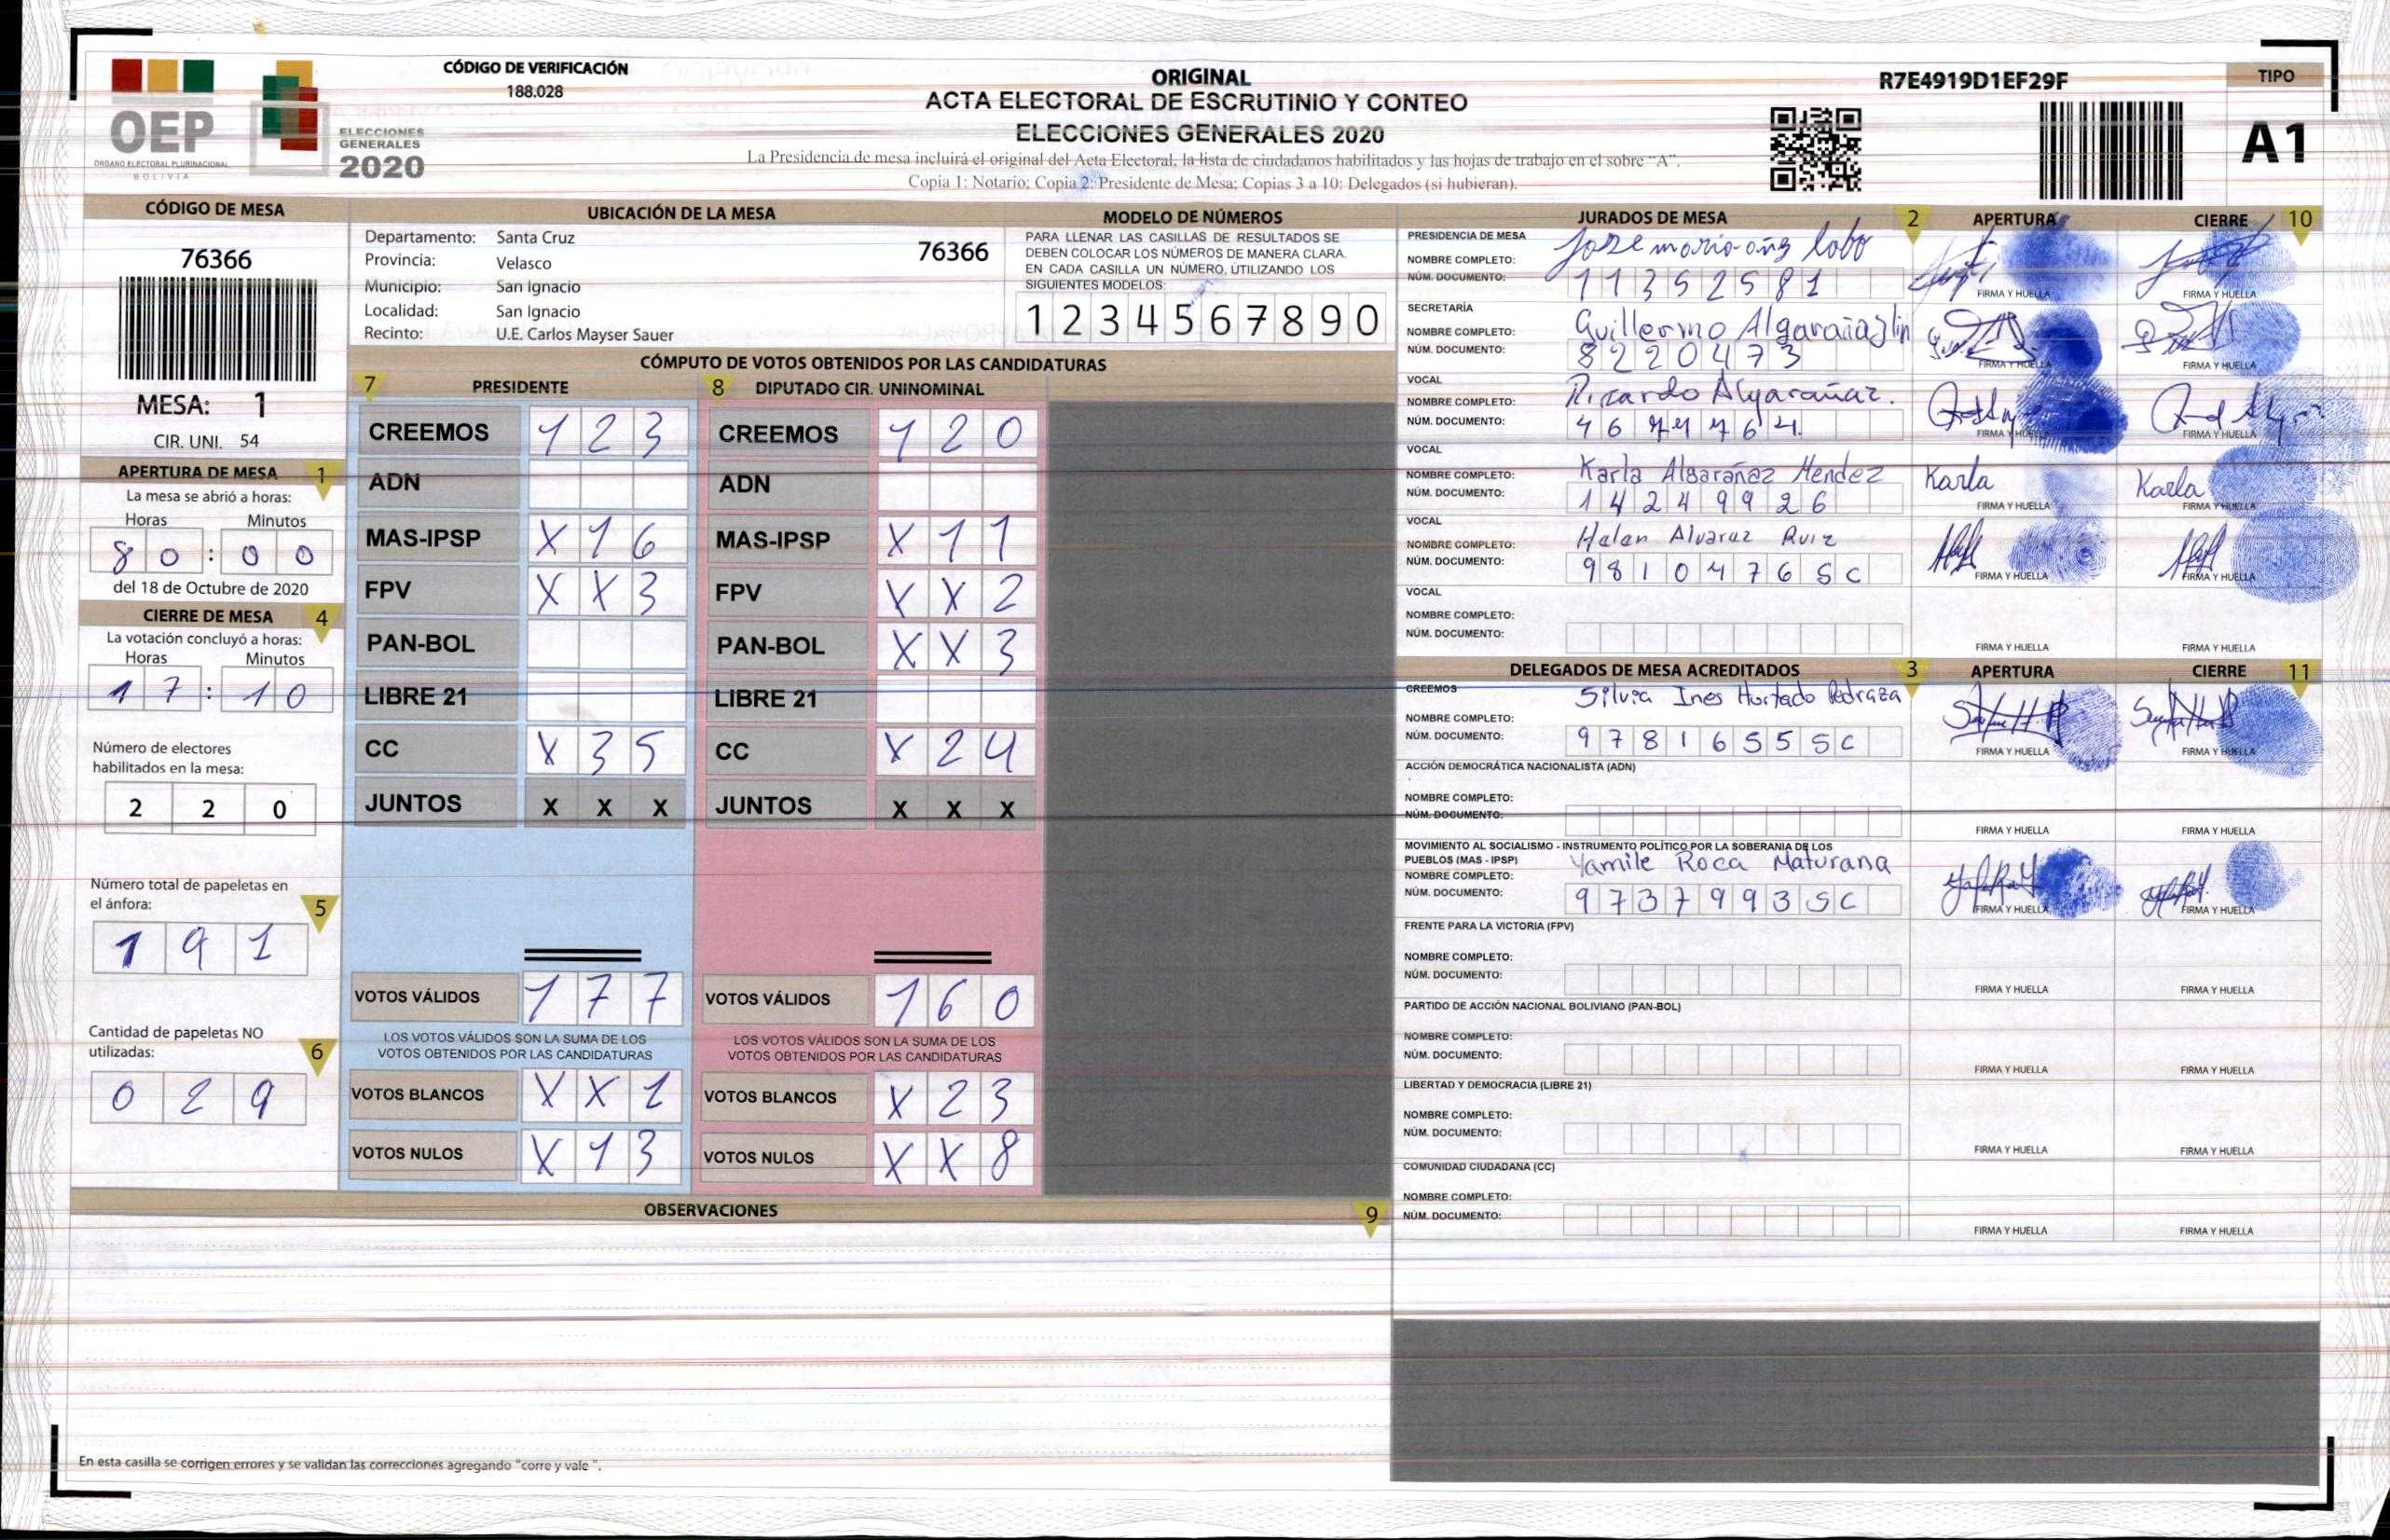 OEP
ÓRGANO ELECTORAL PLURINACIONAL
BOLIVIA
ELECCIONES
GENERALES
2020
CÓDIGO DE VERIFICACIÓN
188.028
ORIGINAL
ACTA ELECTORAL DE ESCRUTINIO Y CONTEO
ELECCIONES GENERALES 2020
La Presidencia de mesa incluirá el original del Acta Electoral, la lista de ciudadanos habilitados y las hojas de trabajo en el sobre "A".
Copia 1: Notario; Copia 2: Presidente de Mesa; Copias 3 a 10: Delegados (si hubieran).
R7E4919D1EF29F
TIPO
A1
CÓDIGO DE MESA
76366
MESA: 1
CIR. UNI. 54
APERTURA DE MESA 1
La mesa se abrió a horas:
Horas Minutos
8 0 : 0 0
del 18 de Octubre de 2020
CIERRE DE MESA 4
La votación concluyó a horas:
Horas Minutos
1 7 : 1 0
Número de electores
habilitados en la mesa:
2 2 0
Número total de papeletas en
el ánfora: 5
1 9 1
Cantidad de papeletas NO
utilizadas: 6
0 2 9
UBICACIÓN DE LA MESA
Departamento: Santa Cruz
76366
Provincia: Velasco
Municipio: San Ignacio
Localidad: San Ignacio
Recinto: U.E. Carlos Mayser Sauer
MODELO DE NÚMEROS
PARA LLENAR LAS CASILLAS DE RESULTADOS SE
DEBEN COLOCAR LOS NÚMEROS DE MANERA CLARA.
EN CADA CASILLA UN NÚMERO, UTILIZANDO LOS
SIGUIENTES MODELOS:
1 2 3 4 5 6 7 8 9 0
CÓMPUTO DE VOTOS OBTENIDOS POR LAS CANDIDATURAS
7 PRESIDENTE
CREEMOS 1 2 3
ADN
MAS-IPSP X 1 6
FPV X X 3
PAN-BOL
LIBRE 21
CC X 3 5
JUNTOS X X X
VOTOS VÁLIDOS 1 7 7
LOS VOTOS VÁLIDOS SON LA SUMA DE LOS
VOTOS OBTENIDOS POR LAS CANDIDATURAS
VOTOS BLANCOS X X 1
VOTOS NULOS X 1 3
8 DIPUTADO CIR. UNINOMINAL
CREEMOS 1 2 0
ADN
MAS-IPSP X 1 1
FPV X X 2
PAN-BOL X X 3
LIBRE 21
CC X 2 4
JUNTOS X X X
VOTOS VÁLIDOS 1 6 0
LOS VOTOS VÁLIDOS SON LA SUMA DE LOS
VOTOS OBTENIDOS POR LAS CANDIDATURAS
VOTOS BLANCOS X 2 3
VOTOS NULOS X X 8
OBSERVACIONES 9
En esta casilla se corrigen errores y se validan las correcciones agregando "corre y vale ".
JURADOS DE MESA 2 APERTURA CIERRE 10
PRESIDENCIA DE MESA
NOMBRE COMPLETO: Jose maria lobo
NÚM. DOCUMENTO: 1 1 3 5 2 5 8 1
FIRMA Y HUELLA FIRMA Y HUELLA
SECRETARÍA
NOMBRE COMPLETO: Guillermo
NÚM. DOCUMENTO: 8 2 2 0 4 7 3
FIRMA Y HUELLA FIRMA Y HUELLA
VOCAL
NOMBRE COMPLETO: Ricardo Algarañaz.
NÚM. DOCUMENTO:
FIRMA Y HUELLA FIRMA Y HUELLA
VOCAL
NOMBRE COMPLETO: Karla Algarañaz Mendez
NÚM. DOCUMENTO: 1 4 2 4 9 9 2 6
Karla Karla
FIRMA Y HUELLA FIRMA Y HUELLA
VOCAL
NOMBRE COMPLETO: Helen Alvarez Ruiz
NÚM. DOCUMENTO: 9 8 1 0 4 7 6 S C
FIRMA Y HUELLA FIRMA Y HUELLA
VOCAL
NOMBRE COMPLETO:
NÚM. DOCUMENTO:
FIRMA Y HUELLA FIRMA Y HUELLA
DELEGADOS DE MESA ACREDITADOS 3 APERTURA CIERRE 11
CREEMOS
NOMBRE COMPLETO: Silvia Ines Hurtado Pedraza
NÚM. DOCUMENTO: 9 7 8 1 6 5 5 S C
FIRMA Y HUELLA FIRMA Y HUELLA
ACCIÓN DEMOCRÁTICA NACIONALISTA (ADN)
NOMBRE COMPLETO:
NÚM. DOCUMENTO:
FIRMA Y HUELLA FIRMA Y HUELLA
MOVIMIENTO AL SOCIALISMO - INSTRUMENTO POLÍTICO POR LA SOBERANIA DE LOS
PUEBLOS (MAS - IPSP)
NOMBRE COMPLETO: Yamile Roca Maturana
NÚM. DOCUMENTO: 9 7 3 7 9 9 3 S C
FIRMA Y HUELLA FIRMA Y HUELLA
FRENTE PARA LA VICTORIA (FPV)
NOMBRE COMPLETO:
NÚM. DOCUMENTO:
FIRMA Y HUELLA FIRMA Y HUELLA
PARTIDO DE ACCIÓN NACIONAL BOLIVIANO (PAN-BOL)
NOMBRE COMPLETO:
NÚM. DOCUMENTO:
FIRMA Y HUELLA FIRMA Y HUELLA
LIBERTAD Y DEMOCRACIA (LIBRE 21)
NOMBRE COMPLETO:
NÚM. DOCUMENTO:
FIRMA Y HUELLA FIRMA Y HUELLA
COMUNIDAD CIUDADANA (CC)
NOMBRE COMPLETO:
NÚM. DOCUMENTO:
FIRMA Y HUELLA FIRMA Y HUELLA